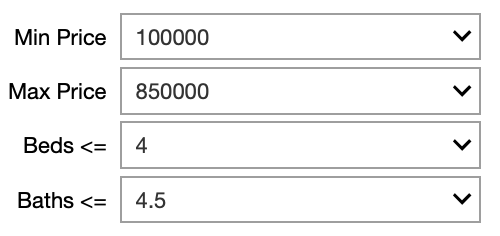 Min Price 100000
Max Price 850000
Beds <= 4
Baths <= 4.5